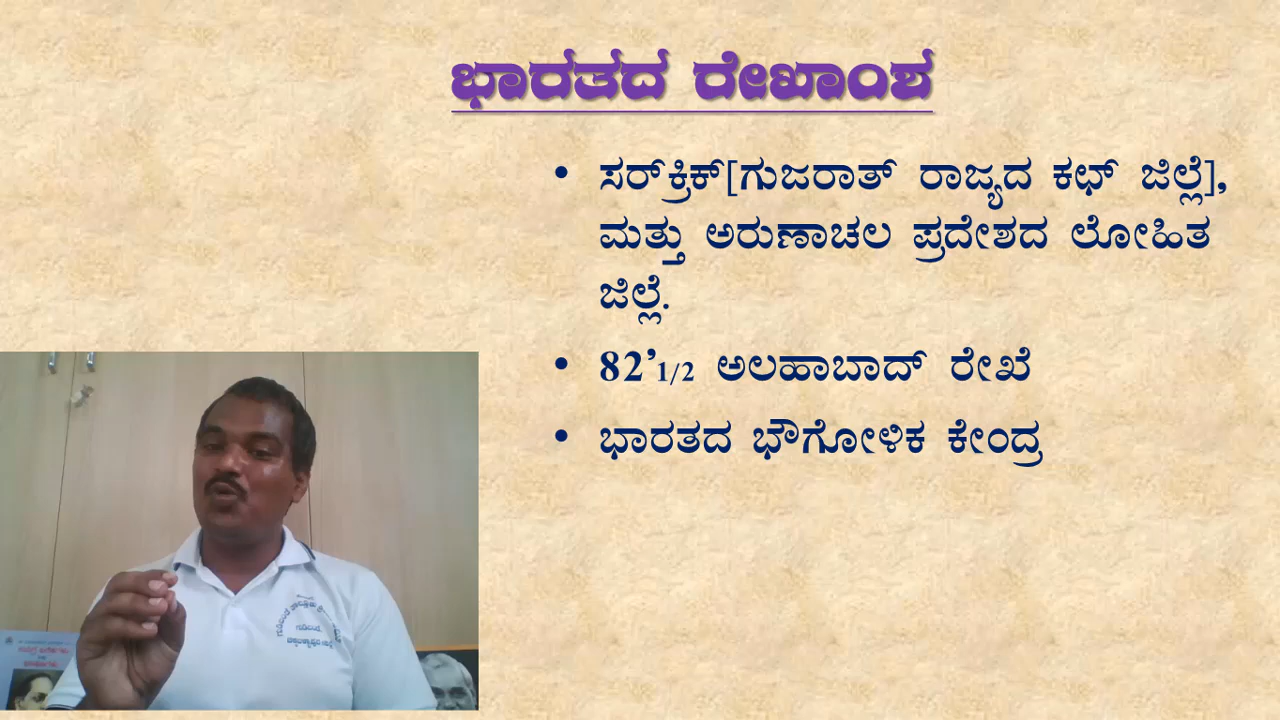 ಭಾರತದ ರೇಖಾಂಶ
• ಸರ್‌ಕ್ರಿಕ್[ಗುಜರಾತ್ ರಾಜ್ಯದ ಕಛ್ ಜಿಲ್ಲೆ],
ಮತ್ತು ಅರುಣಾಚಲ ಪ್ರದೇಶದ ಲೋಹಿತ
ಜಿಲ್ಲೆ.
• 82’1/2 ಅಲಹಾಬಾದ್ ರೇಖೆ
• ಭಾರತದ ಭೌಗೋಳಿಕ ಕೇಂದ್ರ